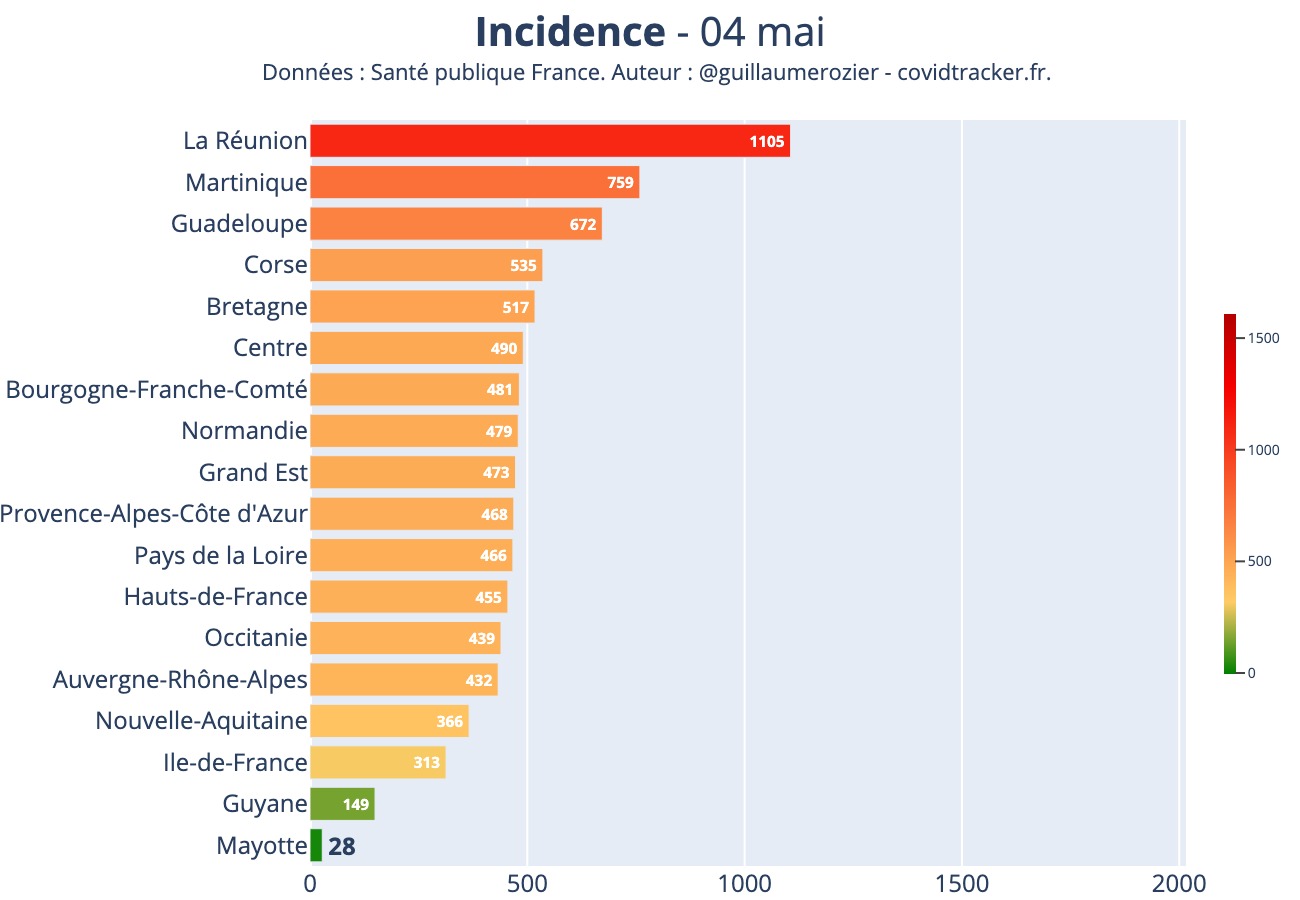 Incidence - 04 mai
Données : Santé publique France. Auteur : @guillaumerozier - covidtracker.fr.
La Réunion 1105
Martinique 759
Guadeloupe 672
Corse 535
Bretagne 517
Centre 490
Bourgogne-Franche-Comté 481
Normandie 479
Grand Est 473
Provence-Alpes-Côte d'Azur 468
Pays de la Loire 466
Hauts-de-France 455
Occitanie 439
Auvergne-Rhône-Alpes 432
Nouvelle-Aquitaine 366
Ile-de-France 313
Guyane 149
Mayotte 28
0 500 1000 1500 2000
1500
1000
500
0